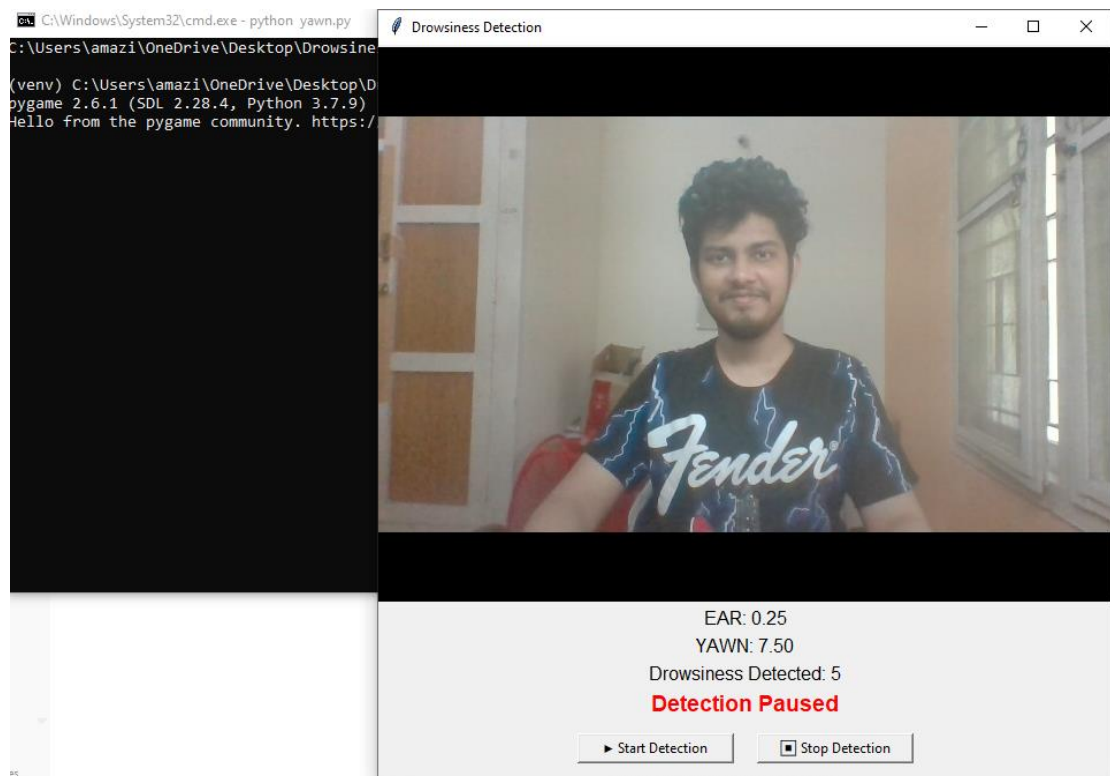 C:\Windows\System32\cmd.exe - python yawn.py
C:\Users\amazi\OneDrive\Desktop\Drowsine
(venv) C:\Users\amazi\OneDrive\Desktop\D
pygame 2.6.1 (SDL 2.28.4, Python 3.7.9)
Hello from the pygame community. https:/
Drowsiness Detection
Fender
EAR: 0.25
YAWN: 7.50
Drowsiness Detected: 5
Detection Paused
► Start Detection
Stop Detection
es